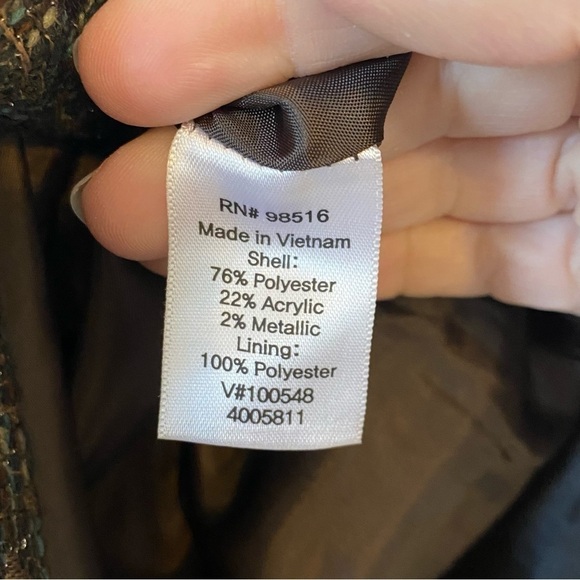 RN# 98516
Made in Vietnam
Shell:
76% Polyester
22% Acrylic
2% Metallic
Lining:
100% Polyester
V#100548
4005811